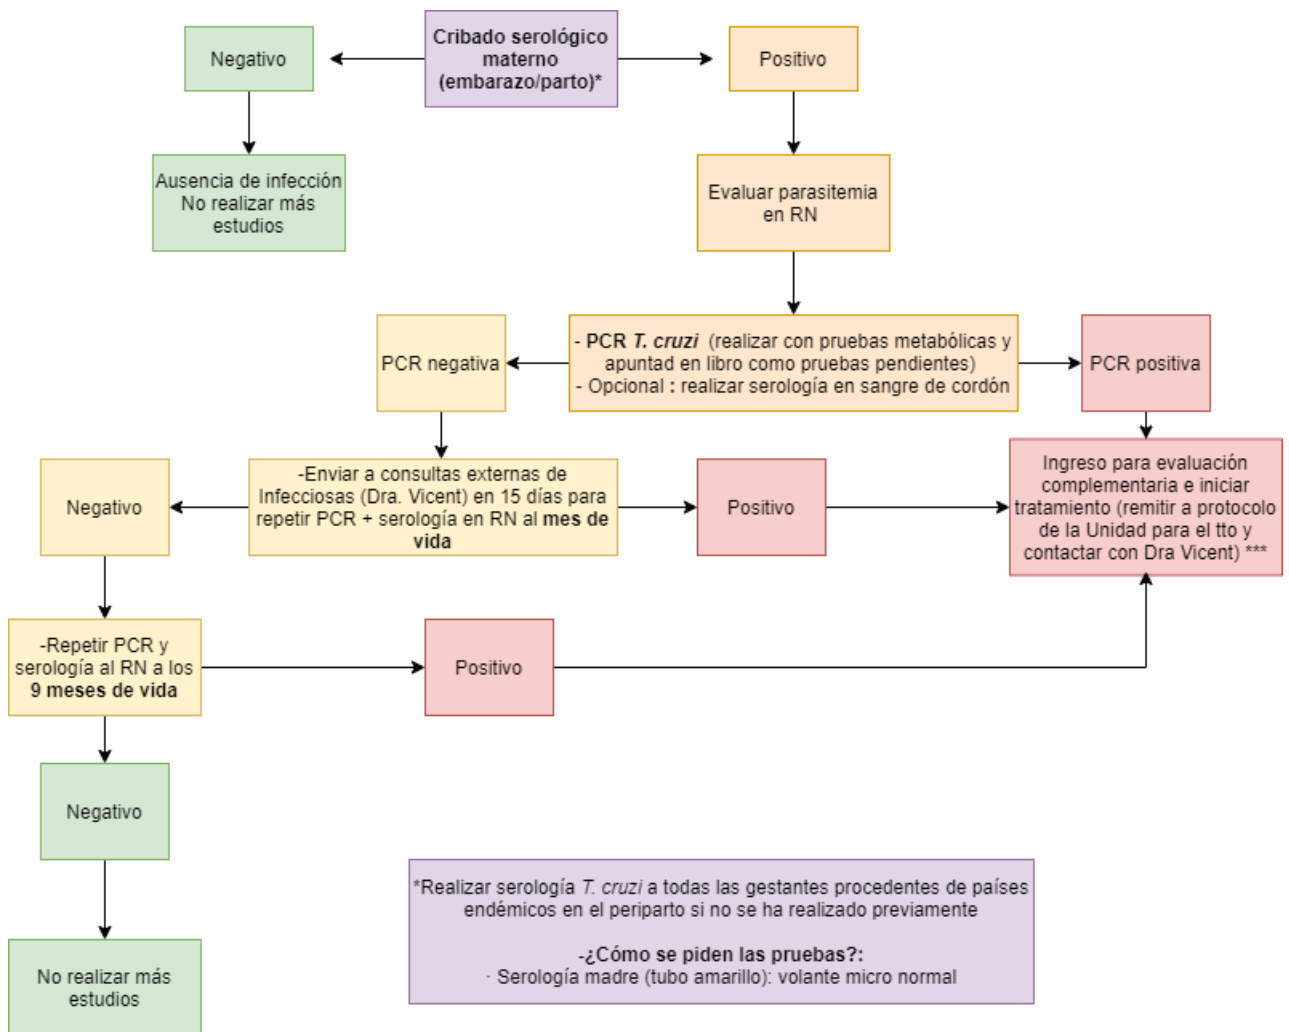 Cribado serológico
materno
(embarazo/parto)*
Negativo
Positivo
Ausencia de infección
No realizar más
estudios
Evaluar parasitemia
en RN
PCR negativa
- PCR T. cruzi (realizar con pruebas metabólicas y
apuntad en libro como pruebas pendientes)
- Opcional : realizar serología en sangre de cordón
PCR positiva
Negativo
-Enviar a consultas externas de
Infecciosas (Dra. Vicent) en 15 días para
repetir PCR + serología en RN al mes de
vida
Positivo
Ingreso para evaluación
complementaria e iniciar
tratamiento (remitir a protocolo
de la Unidad para el tto y
contactar con Dra Vicent) ***
-Repetir PCR y
serología al RN a los
9 meses de vida
Positivo
Negativo
No realizar más
estudios
*Realizar serología T. cruzi a todas las gestantes procedentes de países
endémicos en el periparto si no se ha realizado previamente
-¿Cómo se piden las pruebas?:
· Serología madre (tubo amarillo): volante micro normal